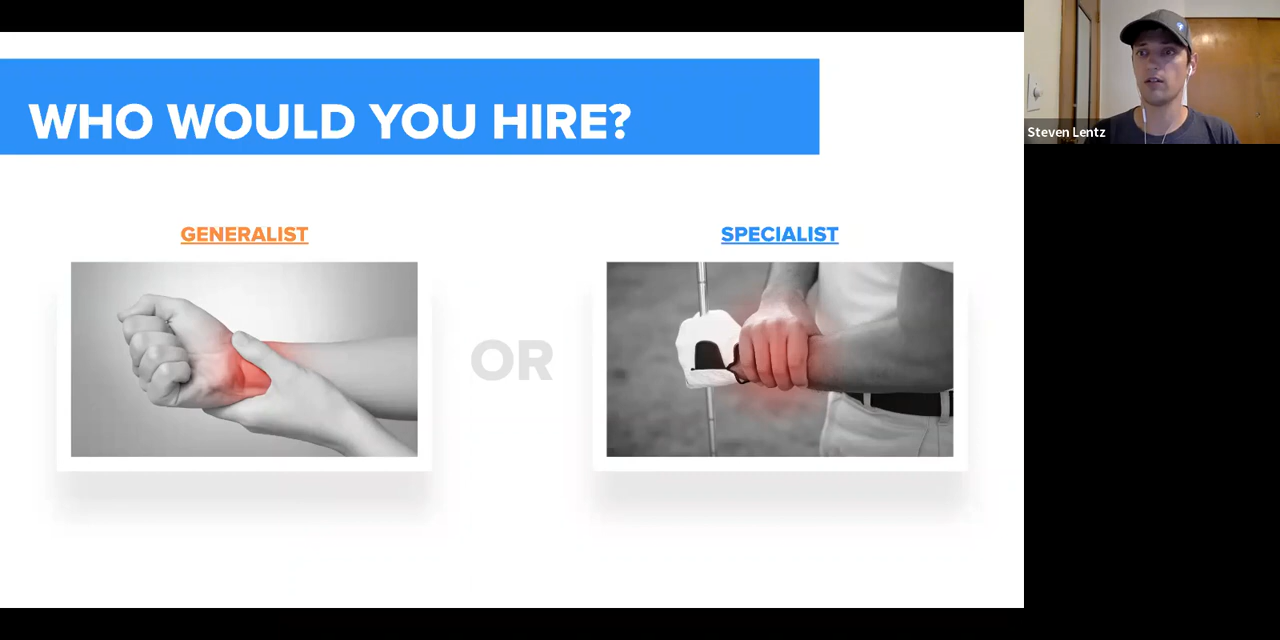 WHO WOULD YOU HIRE?
GENERALIST
SPECIALIST
OR
Steven Lentz